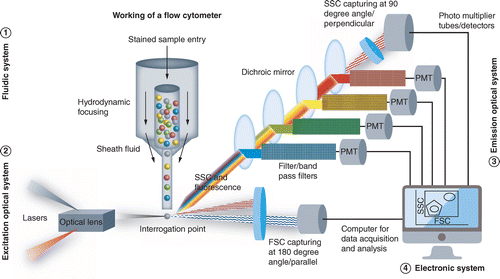 Working of a flow cytometer
SSC capturing at 90
degree angle/
perpendicular
Photo multiplier
tubes/detectors
1
Fluidic system
Stained sample entry
Dichroic mirror
Hydrodynamic
focusing
Sheath fluid
PMT
PMT
PMT
PMT
Emission optical system
3
2
Excitation optical system
SSC and
fluorescence
Filter/band
pass filters
Lasers
Optical lens
Interrogation point
FSC capturing
at 180 degree
angle/parallel
SSC
FSC
Computer for
data acquisition
and analysis
4 Electronic system